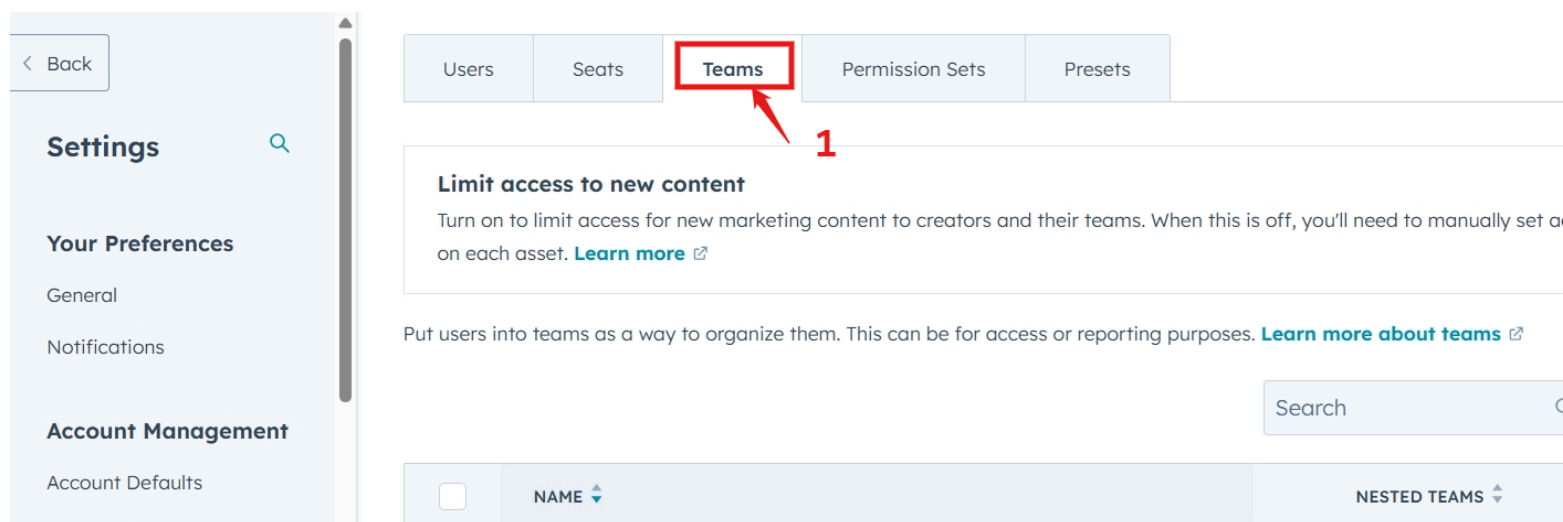 Back
Settings
Your Preferences
General
Notifications
Account Management
Account Defaults
Users Seats Teams Permission Sets Presets
1
Limit access to new content
Turn on to limit access for new marketing content to creators and their teams. When this is off, you'll need to manually set
on each asset. Learn more
Put users into teams as a way to organize them. This can be for access or reporting purposes. Learn more about teams
Search
NAME NESTED TEAMS